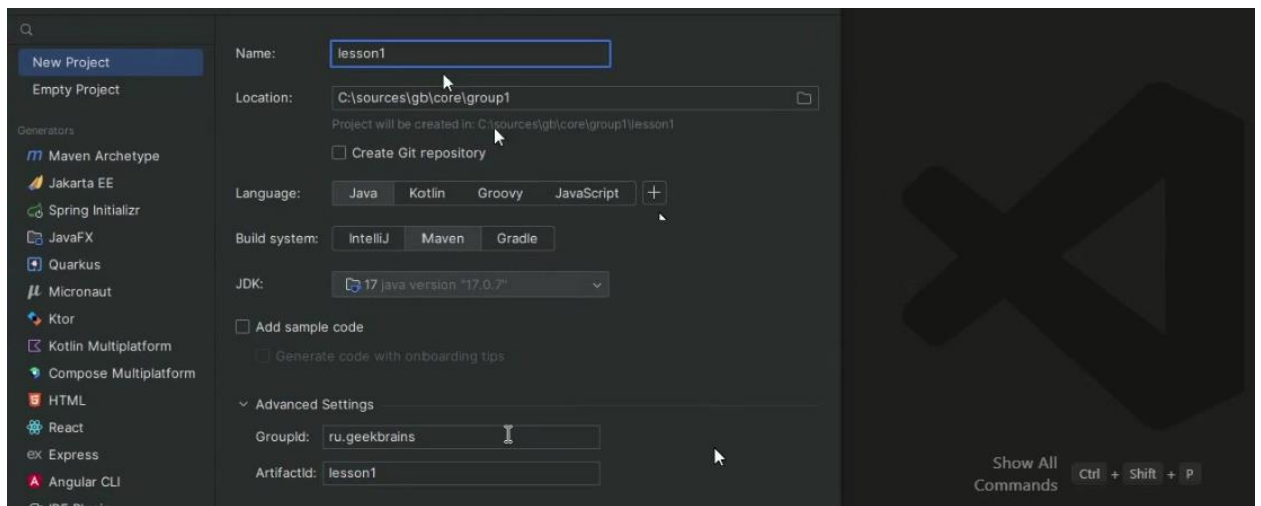 New Project
Empty Project
Generators
Maven Archetype
Jakarta EE
Spring Initializr
JavaFX
Quarkus
Micronaut
Ktor
Kotlin Multiplatform
Compose Multiplatform
HTML
React
ex Express
Angular CLI
Name: lesson1
Location: C:\sources\gb\core\group1
Project will be created in: C:\sources\gb\core\group1\lesson1
Create Git repository
Language: Java Kotlin Groovy JavaScript +
Build system: IntelliJ Maven Gradle
JDK: 17 java version "17.0.7"
Add sample code
Generate code with onboarding tips
Advanced Settings
GroupId: ru.geekbrains
ArtifactId: lesson1
Show All
Commands Ctrl + Shift + P